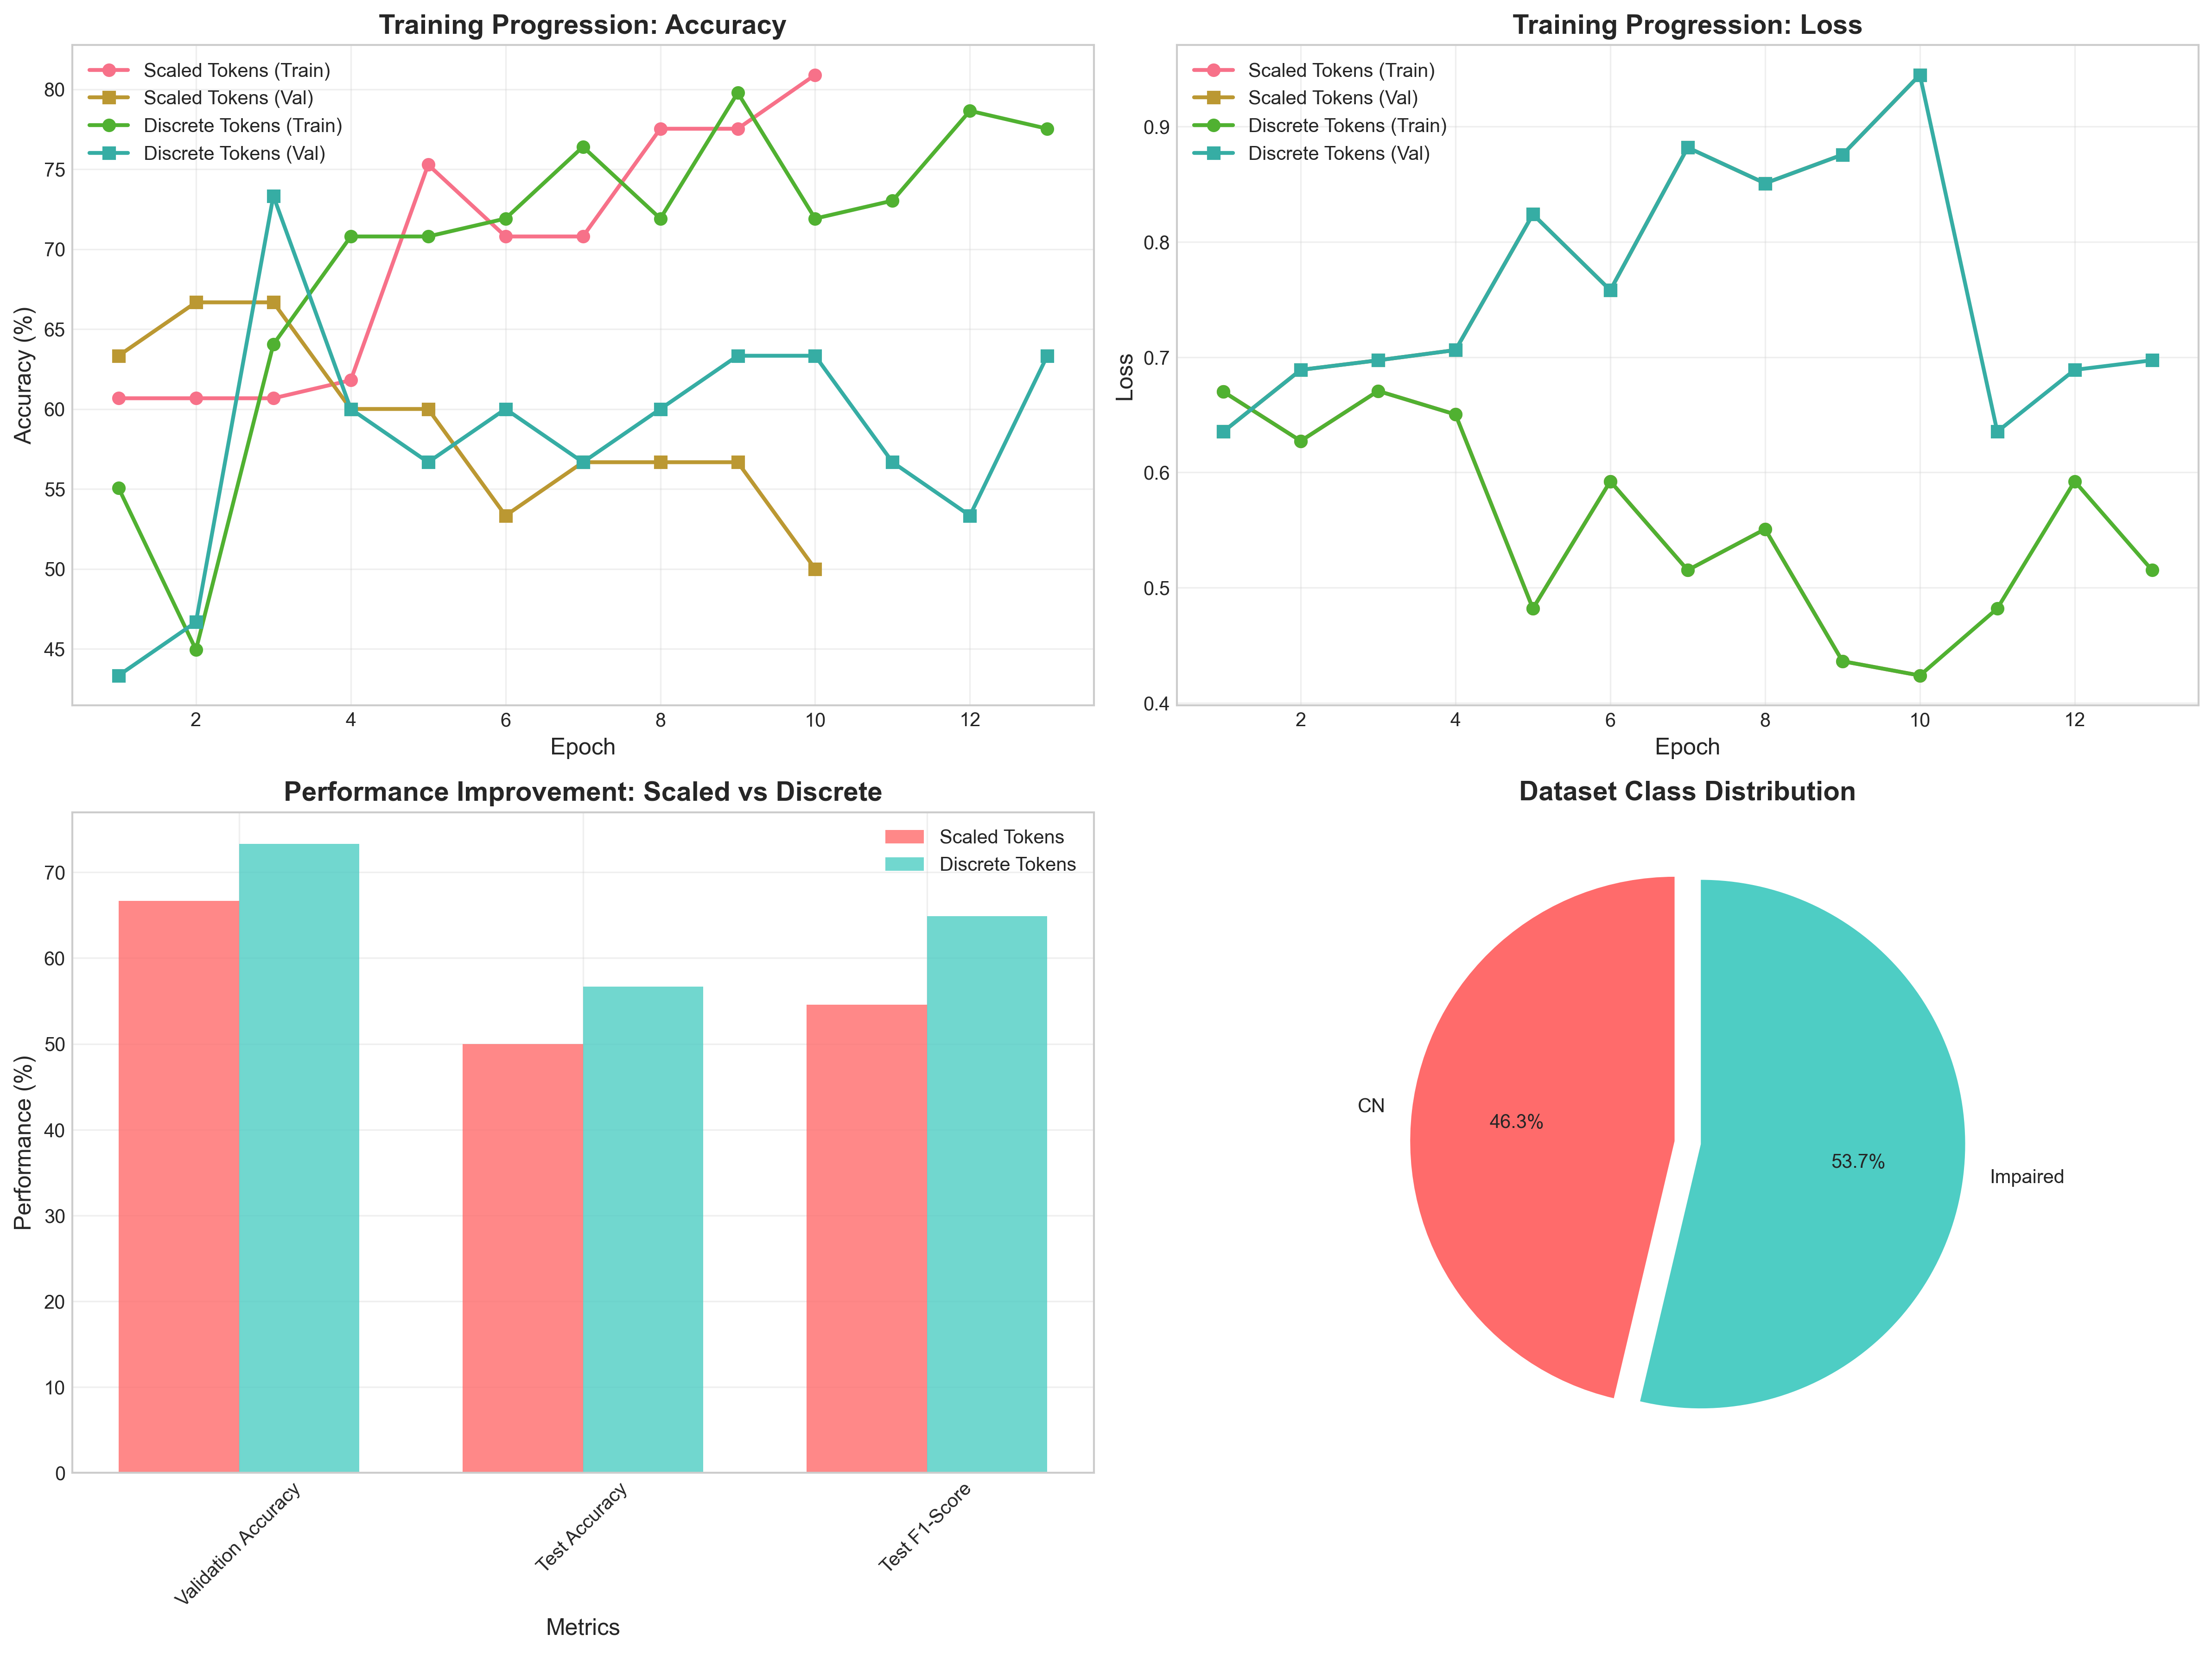 Training Progression: Accuracy
Scaled Tokens (Train)
Scaled Tokens (Val)
Discrete Tokens (Train)
Discrete Tokens (Val)
80
75
70
65
60
55
50
45
Accuracy (%)
2 4 6 8 10 12
Epoch
Training Progression: Loss
Scaled Tokens (Train)
Scaled Tokens (Val)
Discrete Tokens (Train)
Discrete Tokens (Val)
0.9
0.8
0.7
0.6
0.5
0.4
Loss
2 4 6 8 10 12
Epoch
Performance Improvement: Scaled vs Discrete
Scaled Tokens
Discrete Tokens
70
60
50
40
30
20
10
0
Performance (%)
Validation Accuracy
Test Accuracy
Test F1-Score
Metrics
Dataset Class Distribution
CN
46.3%
53.7%
Impaired